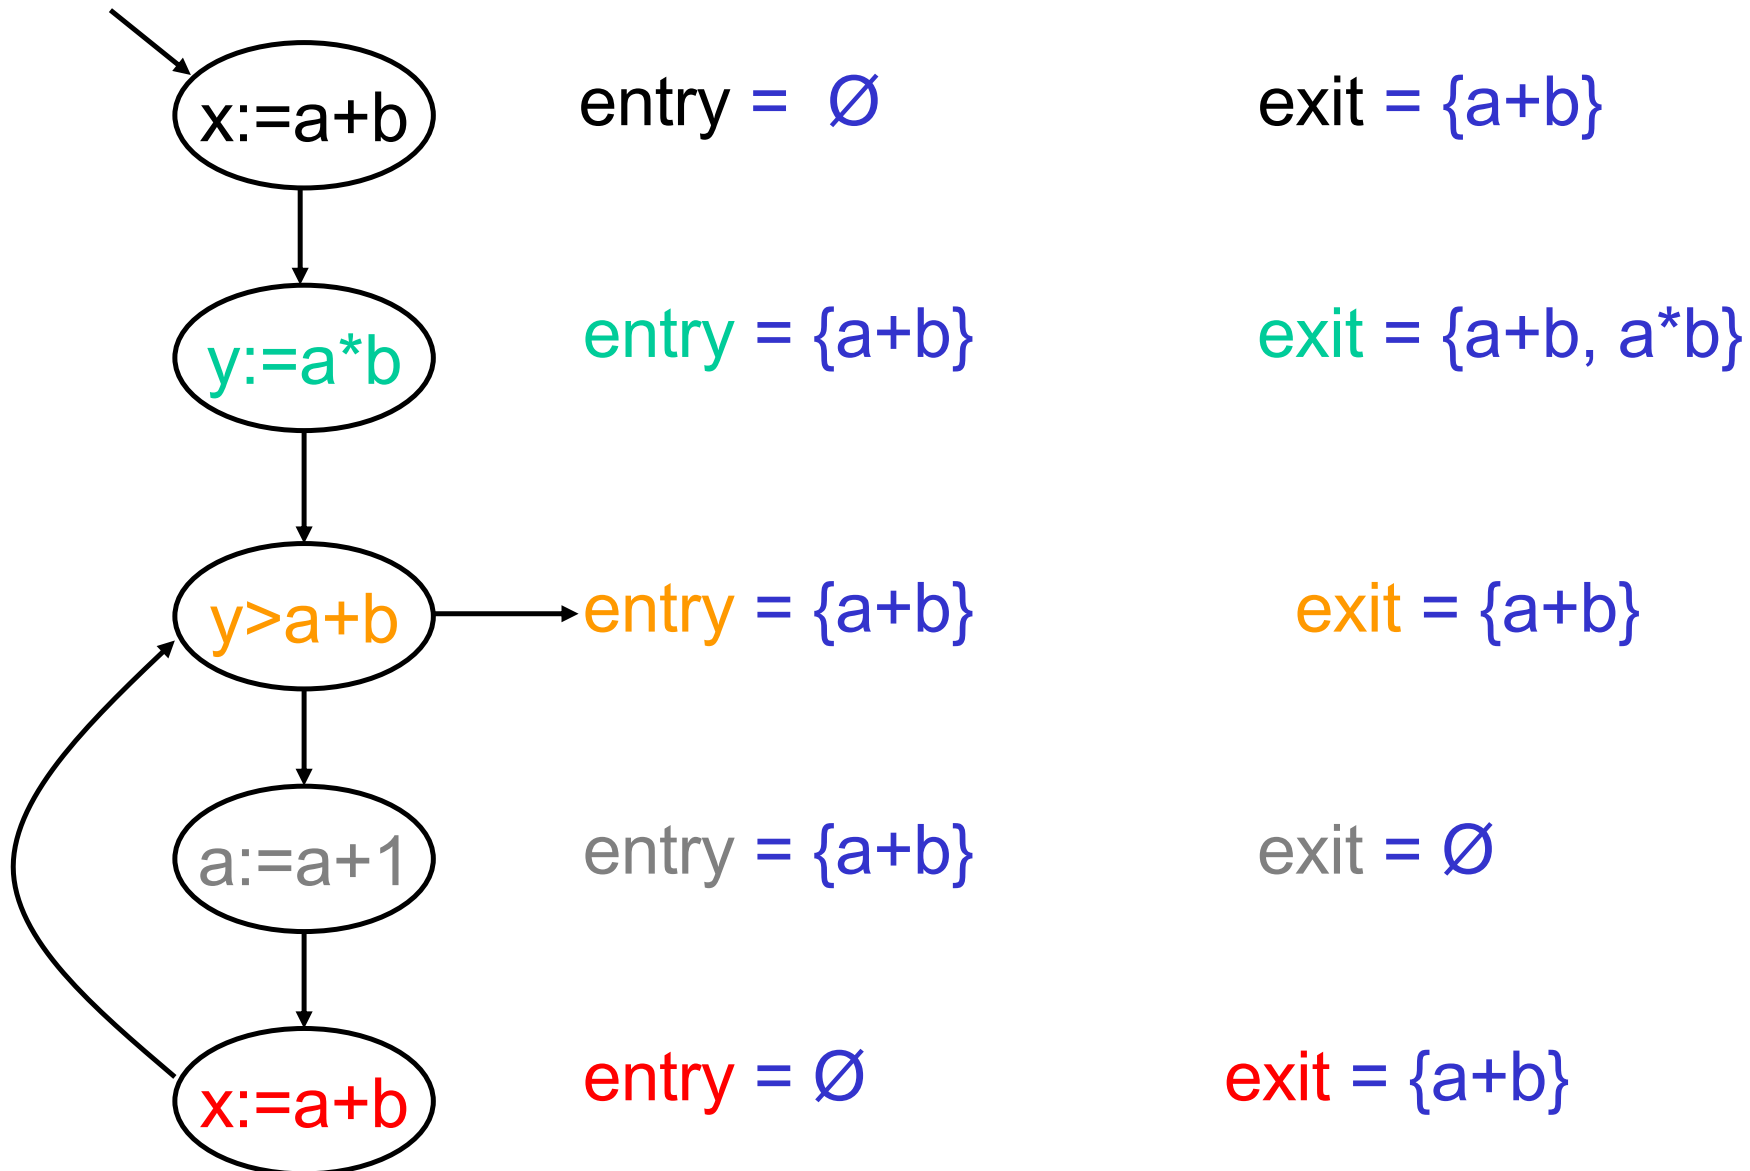 x:=a+b entry = Ø exit = {a+b}
y:=a*b entry = {a+b} exit = {a+b, a*b}
y>a+b entry = {a+b} exit = {a+b}
a:=a+1 entry = {a+b} exit = Ø
x:=a+b entry = Ø exit = {a+b}